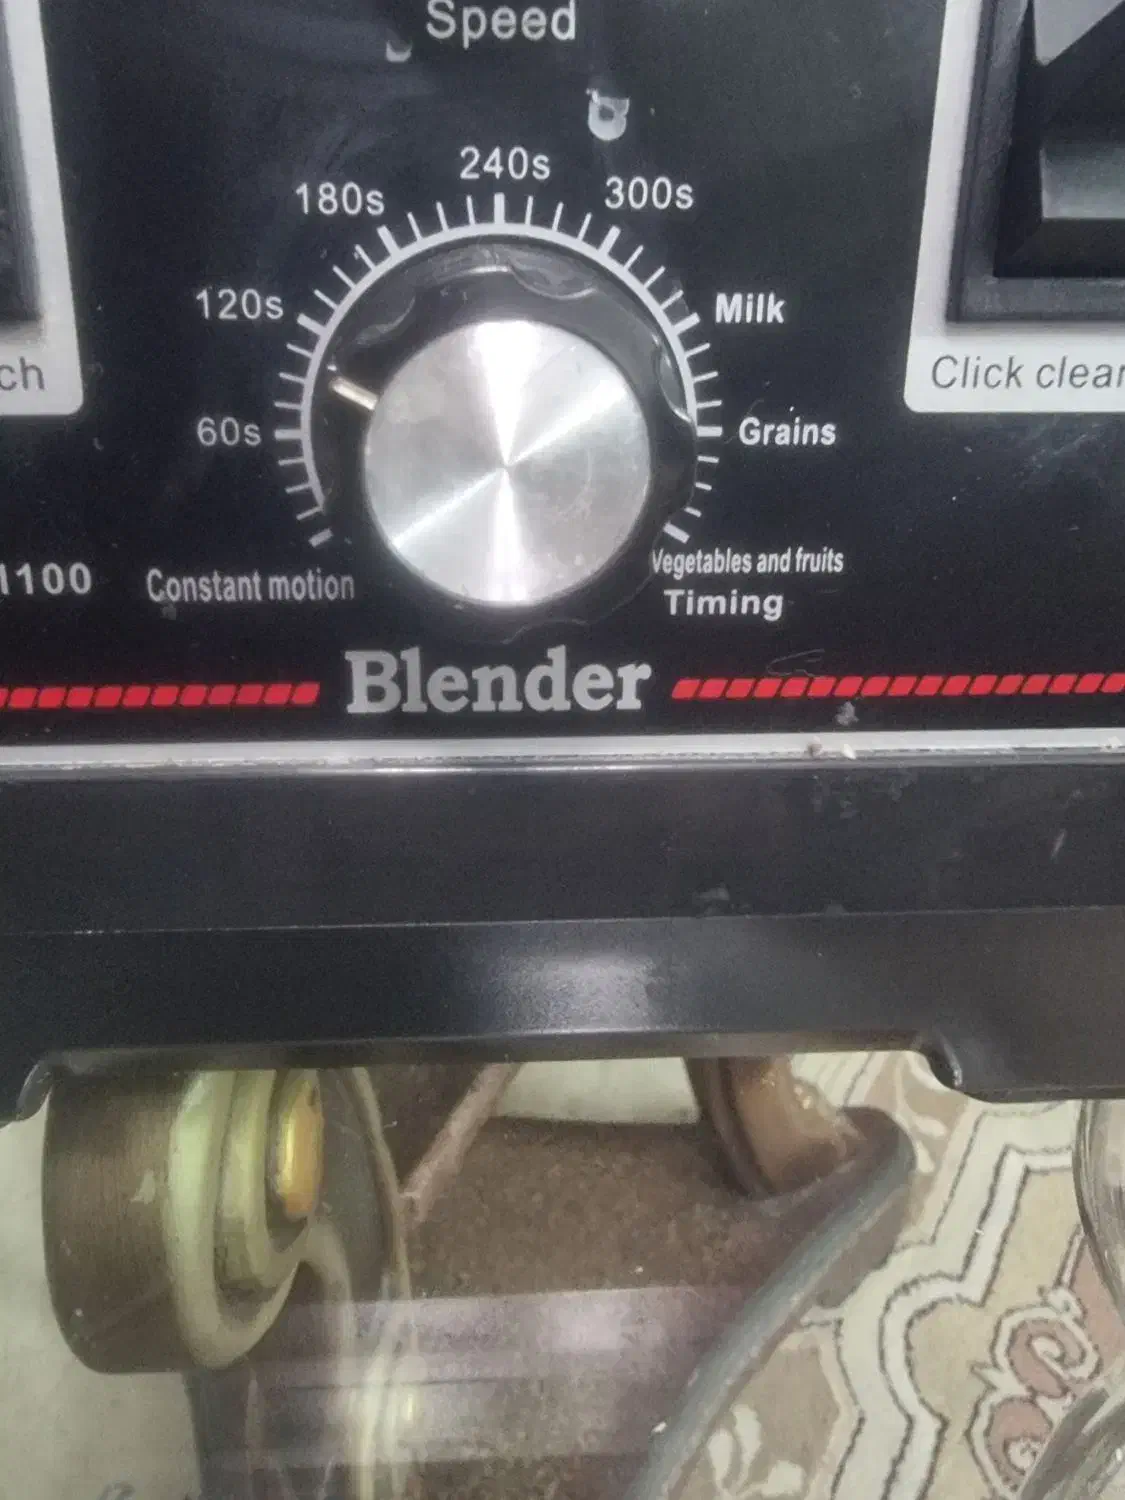 Speed
240s
180s
300s
120s
Milk
ch
Click clear
60s
Grains
1100
Constant motion
Vegetables and fruits
Timing
Blender